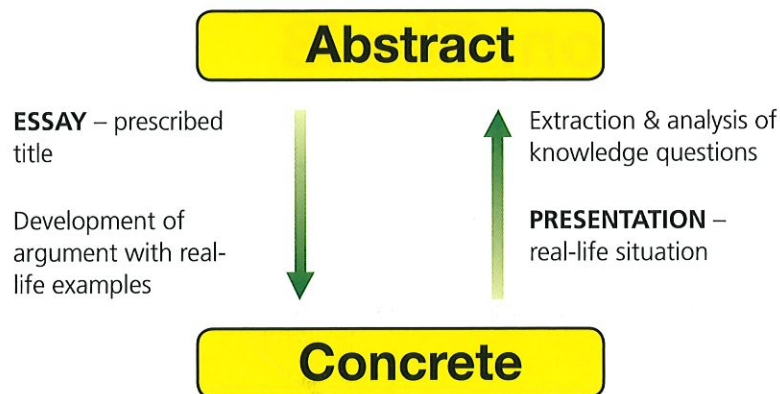 Abstract
ESSAY – prescribed
title
Development of
argument with real-
life examples
Extraction & analysis of
knowledge questions
PRESENTATION –
real-life situation
Concrete